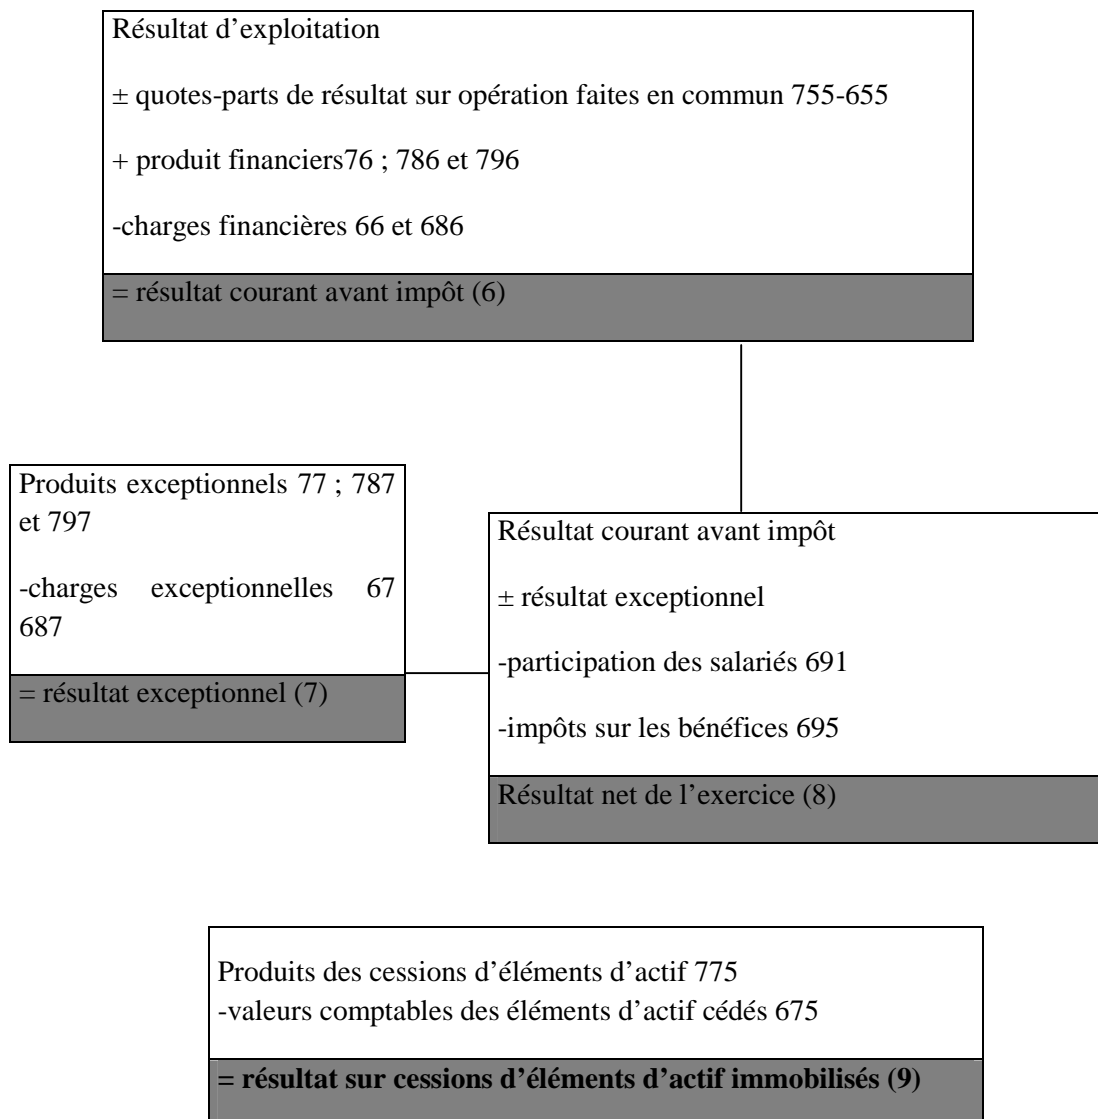 Résultat d’exploitation
± quotes-parts de résultat sur opération faites en commun 755-655
+ produit financiers76 ; 786 et 796
-charges financières 66 et 686
= résultat courant avant impôt (6)
Produits exceptionnels 77 ; 787
et 797
-charges exceptionnelles 67
687
= résultat exceptionnel (7)
Résultat courant avant impôt
± résultat exceptionnel
-participation des salariés 691
-impôts sur les bénéfices 695
Résultat net de l’exercice (8)
Produits des cessions d’éléments d’actif 775
-valeurs comptables des éléments d’actif cédés 675
= résultat sur cessions d’éléments d’actif immobilisés (9)